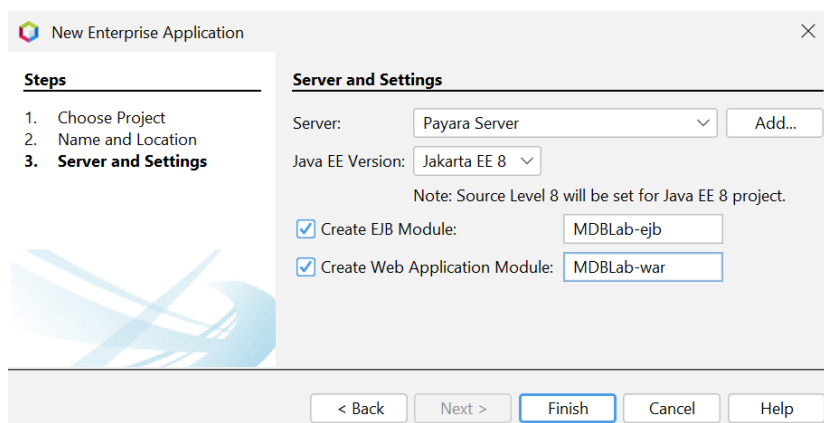 New Enterprise Application
Steps
1. Choose Project
2. Name and Location
3. Server and Settings
Server and Settings
Server: Payara Server Add...
Java EE Version: Jakarta EE 8
Note: Source Level 8 will be set for Java EE 8 project.
Create EJB Module: MDBLab-ejb
Create Web Application Module: MDBLab-war
< Back Next > Finish Cancel Help